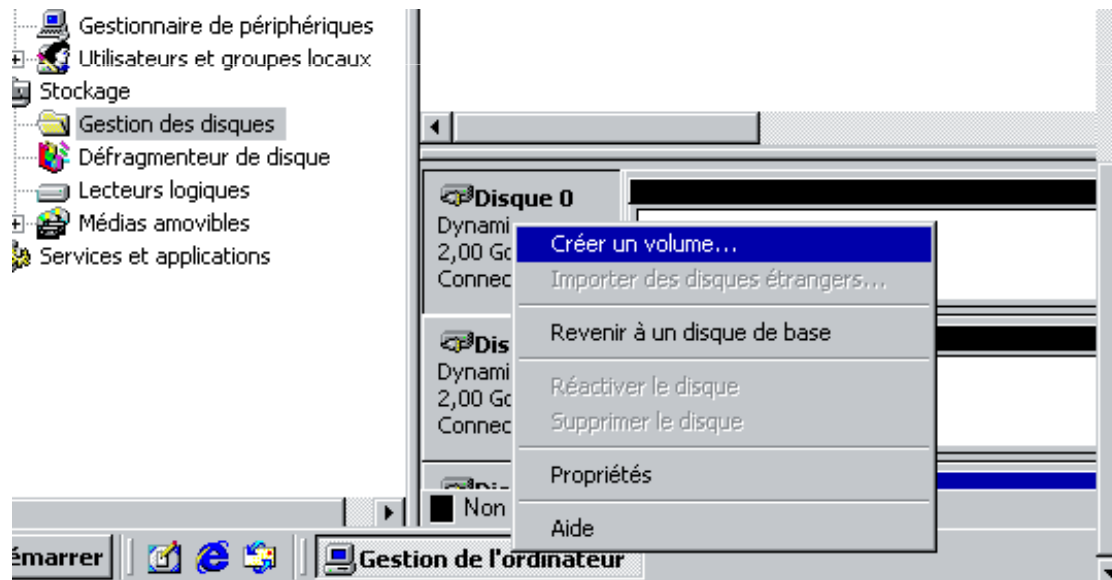 Gestionnaire de périphériques
Utilisateurs et groupes locaux
Stockage
Gestion des disques
Défragmenteur de disque
Lecteurs logiques
Médias amovibles
Services et applications
Disque 0
Dynami
2,00 Go
Connec
Dis
Dynami
2,00 Go
Connec
Non
Créer un volume...
Importer des disques étrangers...
Revenir à un disque de base
Réactiver le disque
Supprimer le disque
Propriétés
Aide
émarrer
Gestion de l'ordinateur